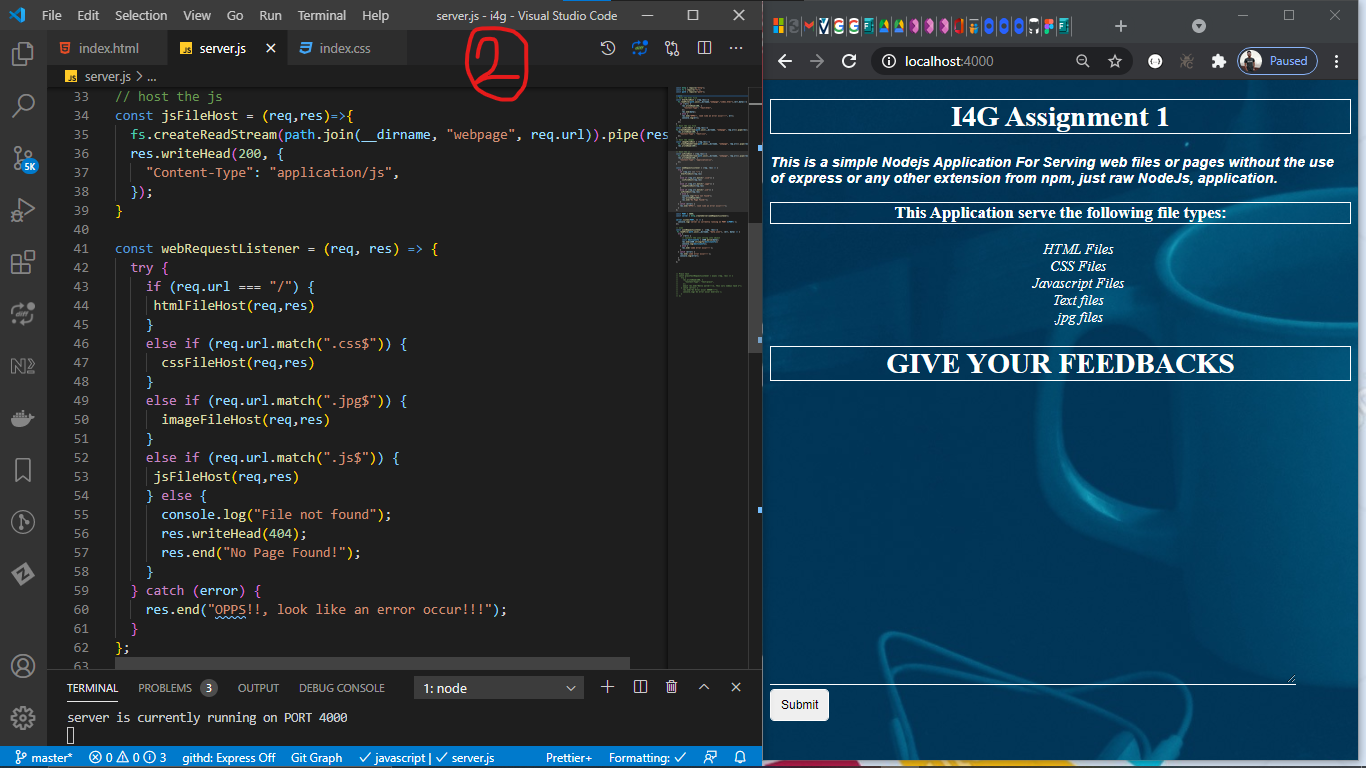 File Edit Selection View Go Run Terminal Help server.js - i4g - Visual Studio Code
index.html
JS server.js
index.css
2
JS server.js > ...
33 // host the js
34 const jsFileHost = (req,res)=>{
35 fs.createReadStream(path.join(__dirname, "webpage", req.url)).pipe(res
36 res.writeHead(200, {
37 "Content-Type": "application/js",
38 });
39 }
40
41 const webRequestListener = (req, res) => {
42 try {
43 if (req.url === "/") {
44 htmlFileHost(req,res)
45 }
46 else if (req.url.match(".css$")) {
47 cssFileHost(req,res)
48 }
49 else if (req.url.match(".jpg$")) {
50 imageFileHost(req,res)
51 }
52 else if (req.url.match(".js$")) {
53 jsFileHost(req,res)
54 } else {
55 console.log("File not found");
56 res.writeHead(404);
57 res.end("No Page Found!");
58 }
59 } catch (error) {
60 res.end("OPPS!!, look like an error occur!!!");
61 }
62 };
63
5K
TERMINAL PROBLEMS 3 OUTPUT DEBUG CONSOLE 1: node
server is currently running on PORT 4000
master* 0 0 3 githd: Express Off Git Graph javascript | server.js Prettier+ Formatting:
localhost:4000
Paused
I4G Assignment 1
This is a simple Nodejs Application For Serving web files or pages without the use
of express or any other extension from npm, just raw NodeJs, application.
This Application serve the following file types:
HTML Files
CSS Files
Javascript Files
Text files
.jpg files
GIVE YOUR FEEDBACKS
Submit